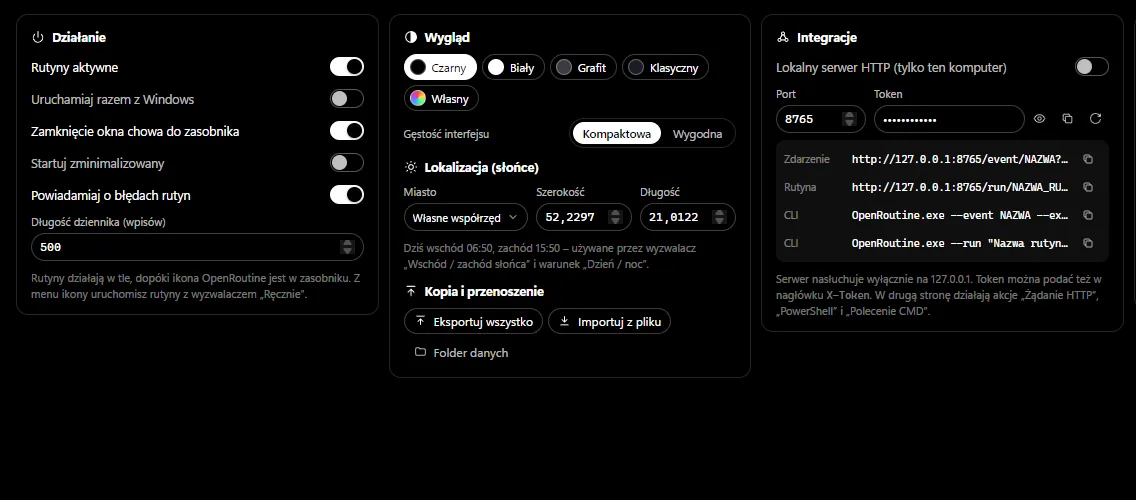 Działanie
Rutyny aktywne
Uruchamiaj razem z Windows
Zamknięcie okna chowa do zasobnika
Startuj zminimalizowany
Powiadamiaj o błędach rutyn
Długość dziennika (wpisów)
500
Rutyny działają w tle, dopóki ikona OpenRoutine jest w zasobniku. Z
menu ikony uruchomisz rutyny z wyzwalaczem „Ręcznie”.
Wygląd
Czarny
Biały
Grafit
Klasyczny
Własny
Gęstość interfejsu
Kompaktowa
Wygodna
Lokalizacja (słońce)
Miasto
Szerokość
Długość
Własne współrzęd
52,2297
21,0122
Dziś wschód 06:50, zachód 15:50 – używane przez wyzwalacz
„Wschód / zachód słońca” i warunek „Dzień / noc”.
Kopia i przenoszenie
Eksportuj wszystko
Importuj z pliku
Folder danych
Integracje
Lokalny serwer HTTP (tylko ten komputer)
Port
Token
8765
••••••••••••
Zdarzenie
http://127.0.0.1:8765/event/NAZWA?…
Rutyna
http://127.0.0.1:8765/run/NAZWA_RU…
CLI
OpenRoutine.exe --event NAZWA --ex…
CLI
OpenRoutine.exe --run "Nazwa rutyn…
Serwer nasłuchuje wyłącznie na 127.0.0.1. Token można podać też w
nagłówku X-Token. W drugą stronę działają akcje „Żądanie HTTP”,
„PowerShell” i „Polecenie CMD”.